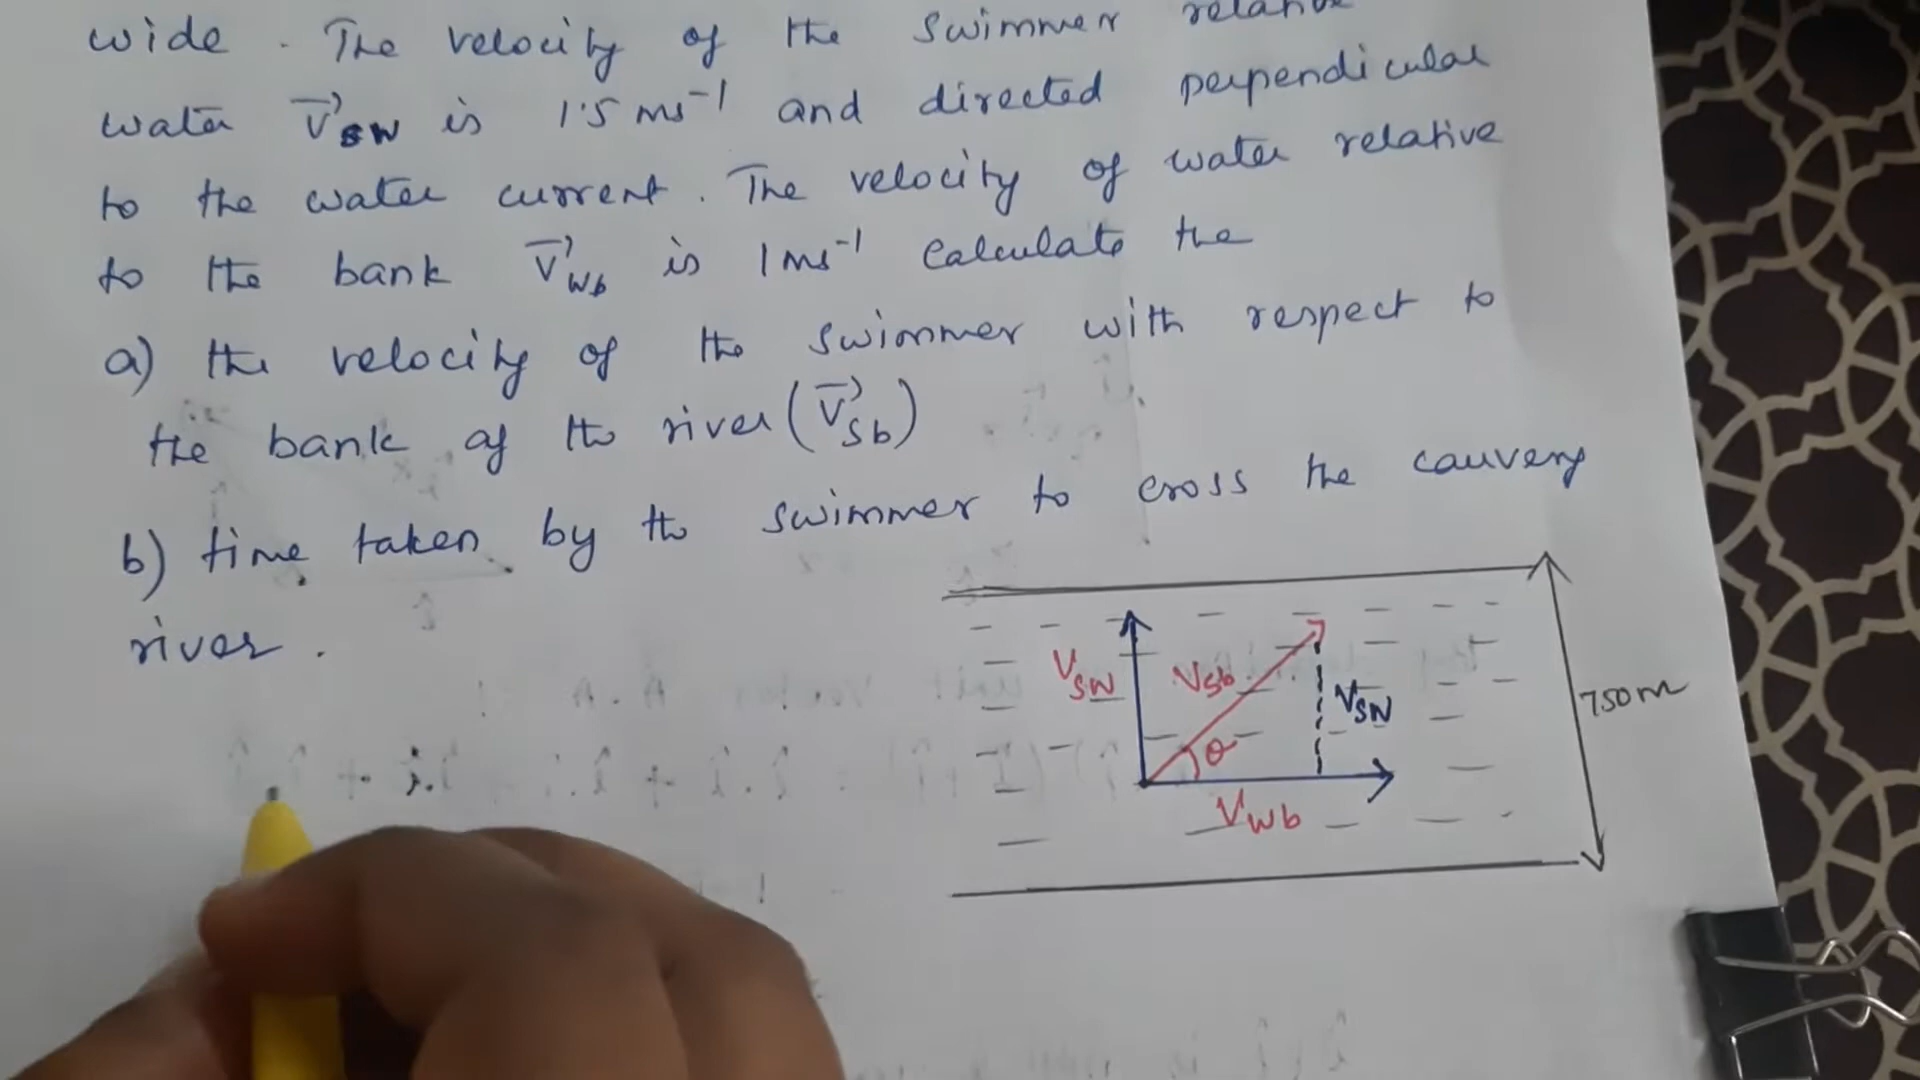 wide. The velocity of the swimmer relative
water V⃗sw is 1.5 ms⁻¹ and directed perpendicular
to the water current. The velocity of water relative
to the bank V⃗wb is 1 ms⁻¹ calculate the
a) the velocity of the swimmer with respect to
the bank of the river (V⃗sb)
b) time taken by the swimmer to cross the cauvery
river.
Vsw
Vsb
Vsw
θ
Vwb
750m